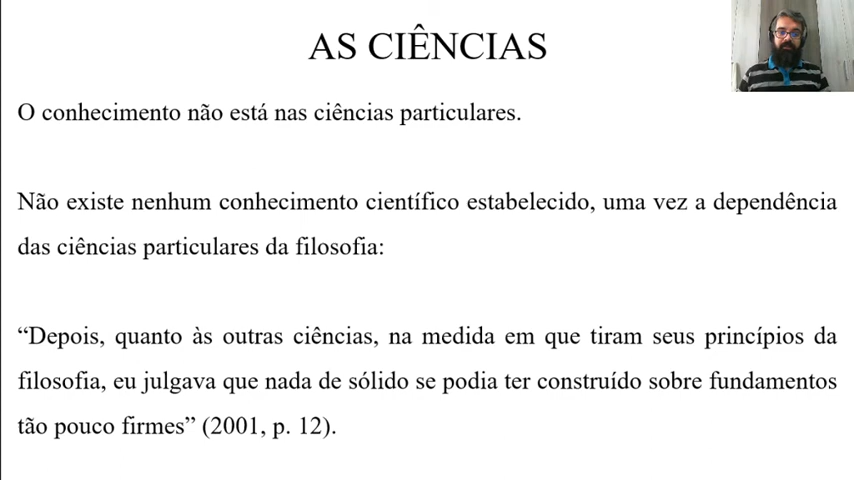 AS CIÊNCIAS
O conhecimento não está nas ciências particulares.
Não existe nenhum conhecimento científico estabelecido, uma vez a dependência
das ciências particulares da filosofia:
“Depois, quanto às outras ciências, na medida em que tiram seus princípios da
filosofia, eu julgava que nada de sólido se podia ter construído sobre fundamentos
tão pouco firmes” (2001, p. 12).